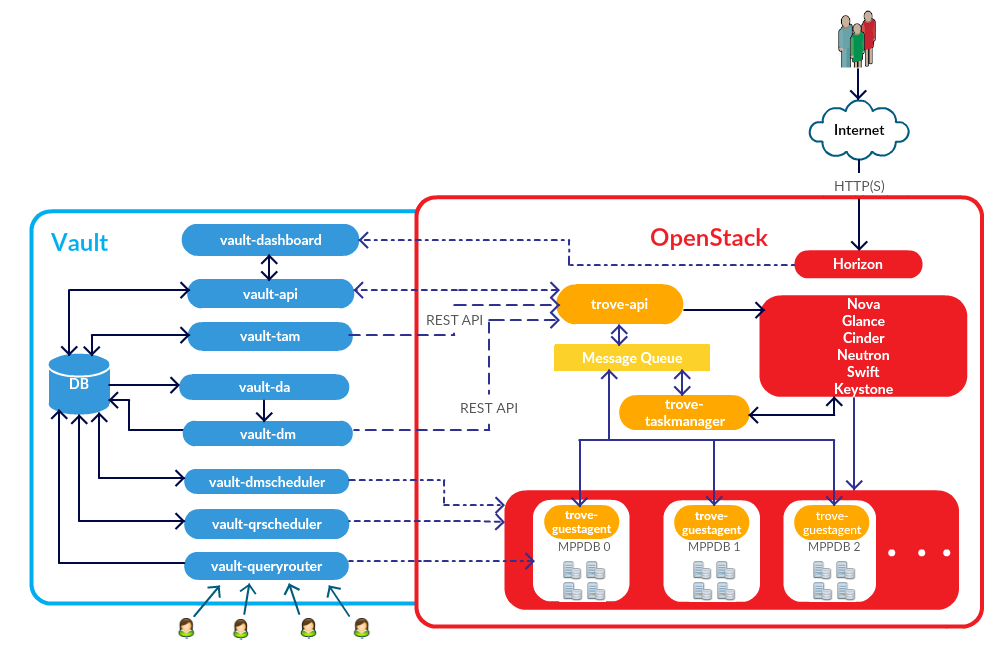 Internet
HTTP(S)
Vault
OpenStack
vault-dashboard
Horizon
vault-api
trove-api
REST API
vault-tam
Nova
Glance
Cinder
Neutron
Swift
Keystone
Message Queue
DB
vault-da
REST API
trove-
taskmanager
vault-dm
vault-dmscheduler
vault-qrscheduler
vault-queryrouter
trove-
guestagent
MPPDB 0
trove-
guestagent
MPPDB 1
trove-
guestagent
MPPDB 2